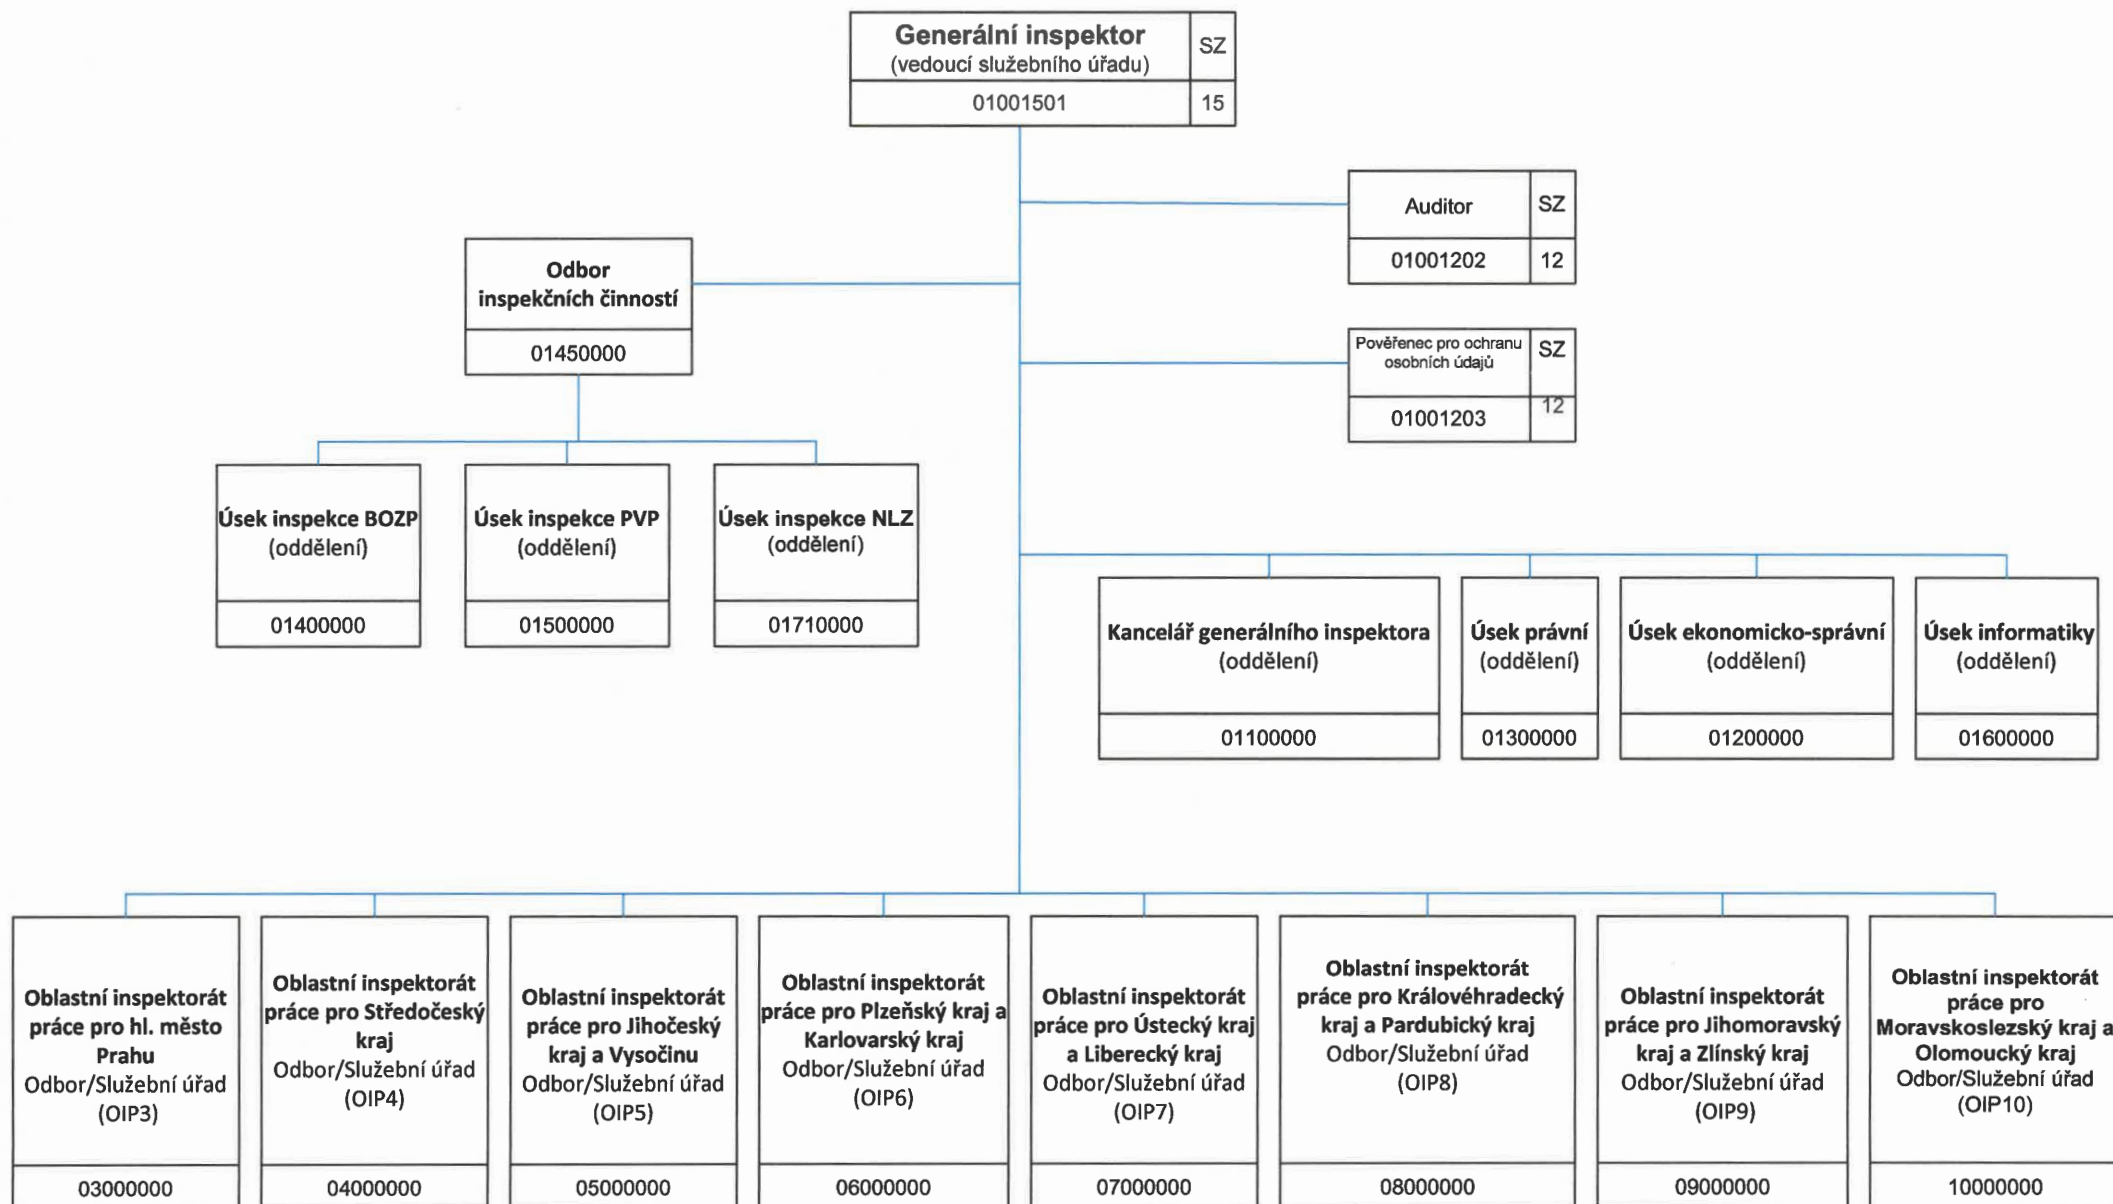 Generální inspektor
(vedoucí služebního úřadu)
SZ
01001501
15
Auditor
SZ
01001202
12
Odbor
inspekčních činností
01450000
Pověřenec pro ochranu
osobních údajů
SZ
01001203
12
Úsek inspekce BOZP
(oddělení)
01400000
Úsek inspekce PVP
(oddělení)
01500000
Úsek inspekce NLZ
(oddělení)
01710000
Kancelář generálního inspektora
(oddělení)
01100000
Úsek právní
(oddělení)
01300000
Úsek ekonomicko-správní
(oddělení)
01200000
Úsek informatiky
(oddělení)
01600000
Oblastní inspektorát
práce pro hl. město
Prahu
Odbor/Služební úřad
(OIP3)
03000000
Oblastní inspektorát
práce pro Středočeský
kraj
Odbor/Služební úřad
(OIP4)
04000000
Oblastní inspektorát
práce pro Jihočeský
kraj a Vysočinu
Odbor/Služební úřad
(OIP5)
05000000
Oblastní inspektorát
práce pro Plzeňský kraj a
Karlovarský kraj
Odbor/Služební úřad
(OIP6)
06000000
Oblastní inspektorát
práce pro Ústecký kraj
a Liberecký kraj
Odbor/Služební úřad
(OIP7)
07000000
Oblastní inspektorát
práce pro Královéhradecký
kraj a Pardubický kraj
Odbor/Služební úřad
(OIP8)
08000000
Oblastní inspektorát
práce pro Jihomoravský
kraj a Zlínský kraj
Odbor/Služební úřad
(OIP9)
09000000
Oblastní inspektorát
práce pro
Moravskoslezský kraj a
Olomoucký kraj
Odbor/Služební úřad
(OIP10)
10000000